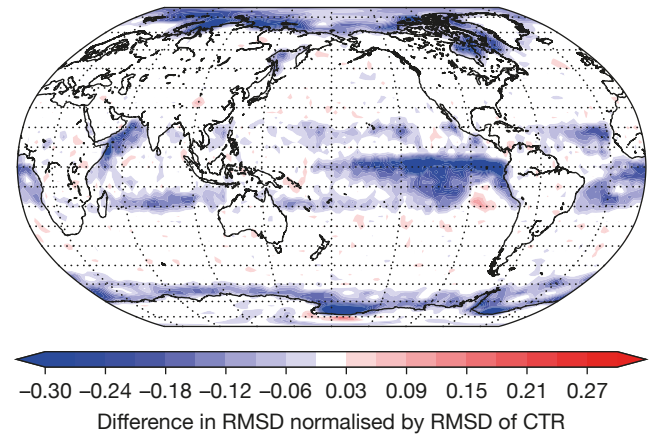 −0.30 −0.24 −0.18 −0.12 −0.06 0.03 0.09 0.15 0.21 0.27
Difference in RMSD normalised by RMSD of CTR